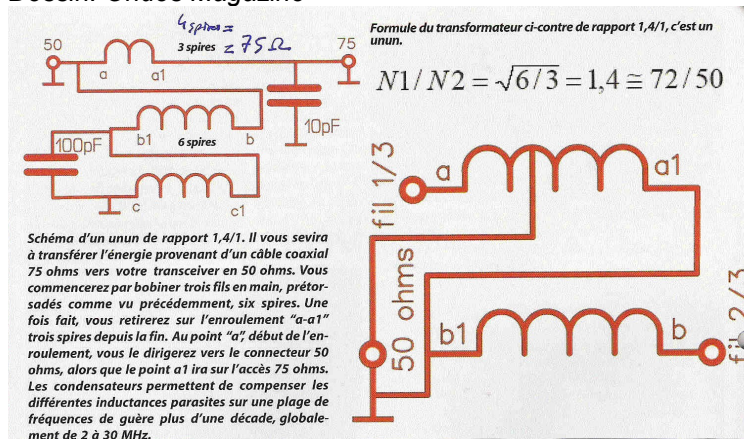 Dessin: Ondes Magazine
4 spires =
3 spires = 75 Ω
50
75
a
a1
b1
6 spires
b
100pF
10pF
c
c1
Schéma d'un unun de rapport 1,4/1. Il vous sevira
à transférer l'énergie provenant d'un câble coaxial
75 ohms vers votre transceiver en 50 ohms. Vous
commencerez par bobiner trois fils en main, prétor-
sadés comme vu précédemment, six spires. Une
fois fait, vous retirerez sur l'enroulement "a-a1"
trois spires depuis la fin. Au point "a", début de l'en-
roulement, vous le dirigerez vers le connecteur 50
ohms, alors que le point a1 ira sur l'accès 75 ohms.
Les condensateurs permettent de compenser les
différentes inductances parasites sur une plage de
fréquences de guère plus d'une décade, globale-
ment de 2 à 30 MHz.
Formule du transformateur ci-contre de rapport 1,4/1, c'est un
unun.
N1/N2 = √6/3 = 1,4 ≅ 72/50
fil 1/3
a
a1
50 ohms
b1
b
fil 2/3